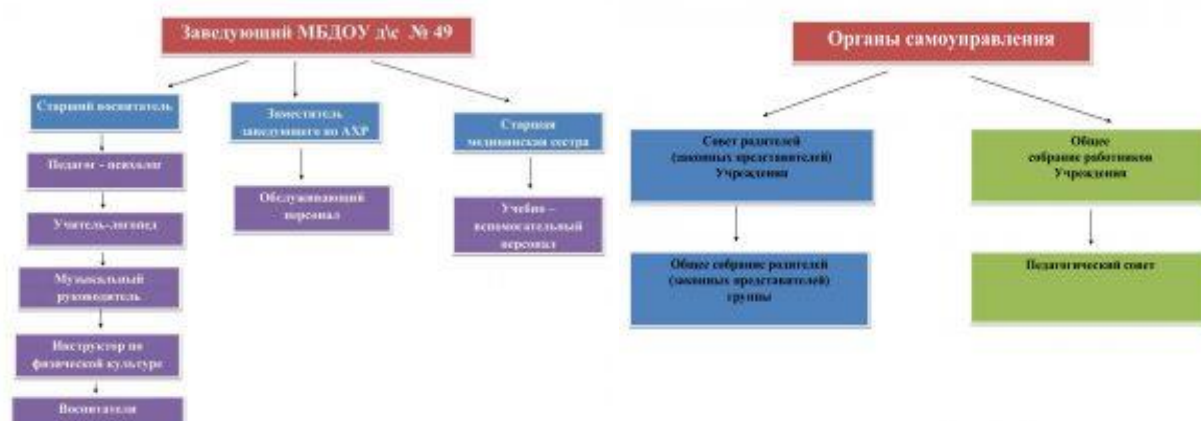 Заведующий МБДОУ д\с № 49
Старший воспитатель
Педагог - психолог
Учитель-логопед
Музыкальный
руководитель
Инструктор по
физической культуре
Воспитатели
Заместитель
заведующего по АХР
Обслуживающий
персонал
Старшая
медицинская сестра
Учебно –
вспомогательный
персонал
Органы самоуправления
Совет родителей
(законных представителей)
Учреждения
Общее собрание родителей
(законных представителей)
группы
Общее
собрание работников
Учреждения
Педагогический совет